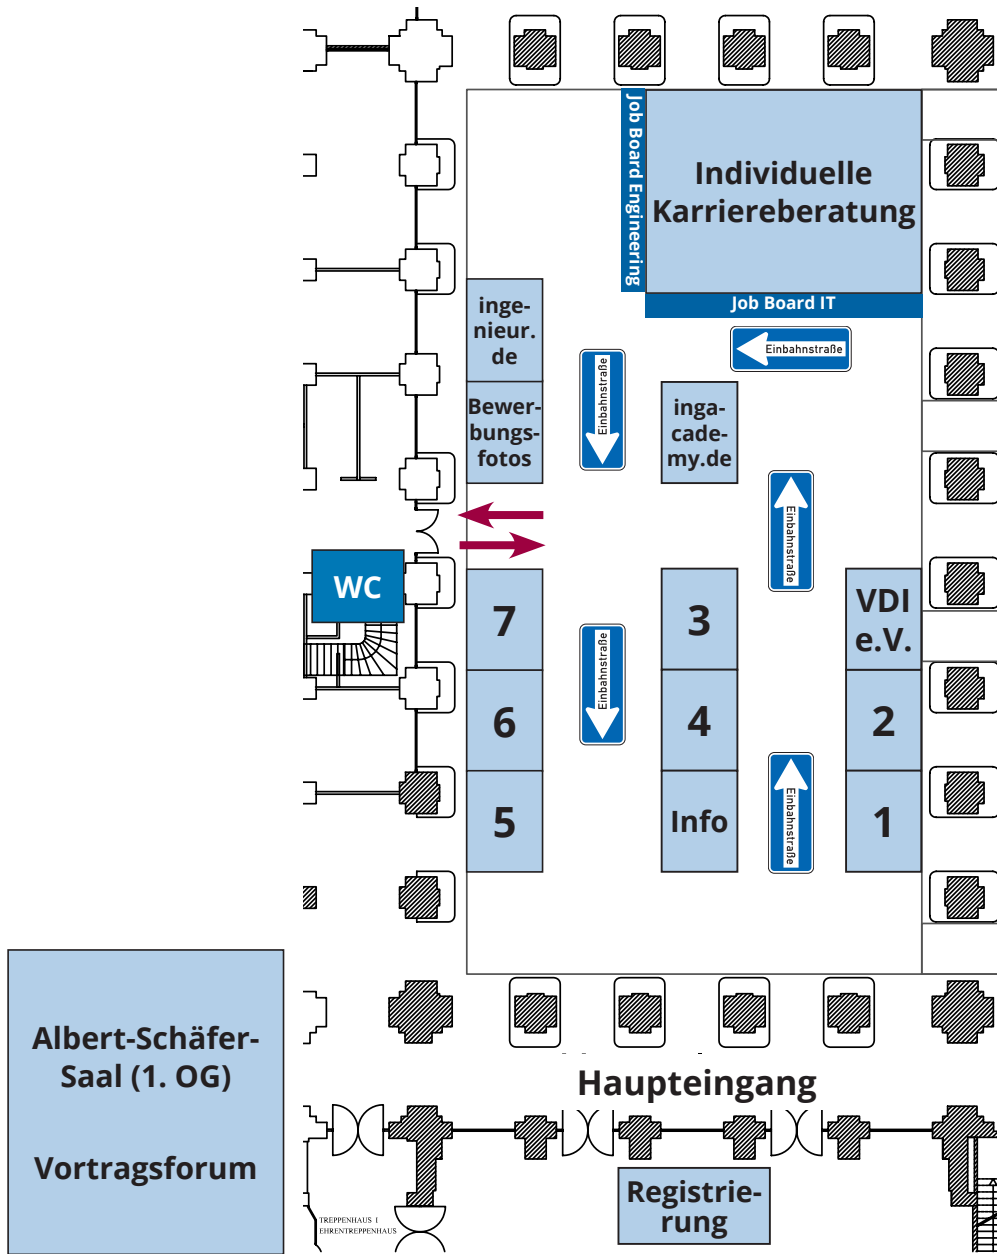 Job Board Engineering
Individuelle
Karriereberatung
Job Board IT
inge-
nieur.
de
Einbahnstraße
Einbahnstraße
Bewer-
bungs-
fotos
inga-
cade-
my.de
Einbahnstraße
WC
7
3
VDI
e.V.
Einbahnstraße
6
4
2
5
Info
Einbahnstraße
1
Albert-Schäfer-
Saal (1. OG)
Vortragsforum
Haupteingang
Registrie-
rung
TREPPENHAUS I
EHRENTREPPENHAUS